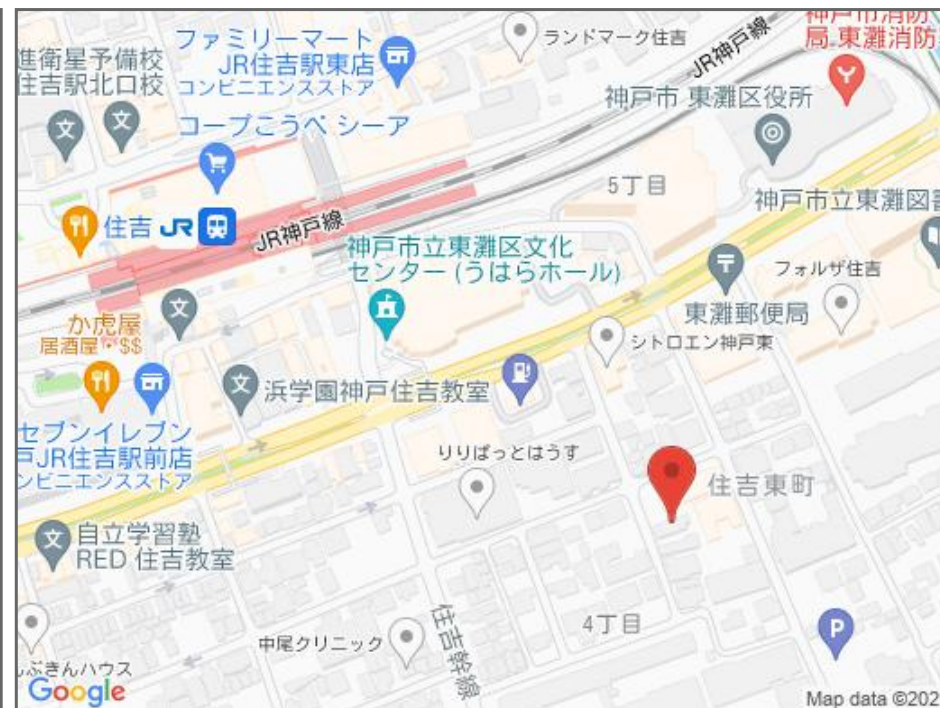 ファミリーマート
JR住吉駅東店
コンビニエンスストア
ランドマーク住吉
JR神戸線
神戸市消防
局 東灘消防
進衛星予備校
住吉駅北口校
コープこうべ シーア
神戸市 東灘区役所
5丁目
神戸市立東灘図書
住吉 JR
JR神戸線
神戸市立東灘区文化
センター (うはらホール)
フォルザ住吉
東灘郵便局
か虎屋
居酒屋・$$
シトロエン神戸東
文 浜学園神戸住吉教室
セブンイレブン
戸JR住吉駅前店
ンビニエンスストア
りりぱっとはうす
住吉東町
文 自立学習塾
RED 住吉教室
4丁目
P
中尾クリニック
住吉幹線
ぶきんハウス
Google
Map data ©202